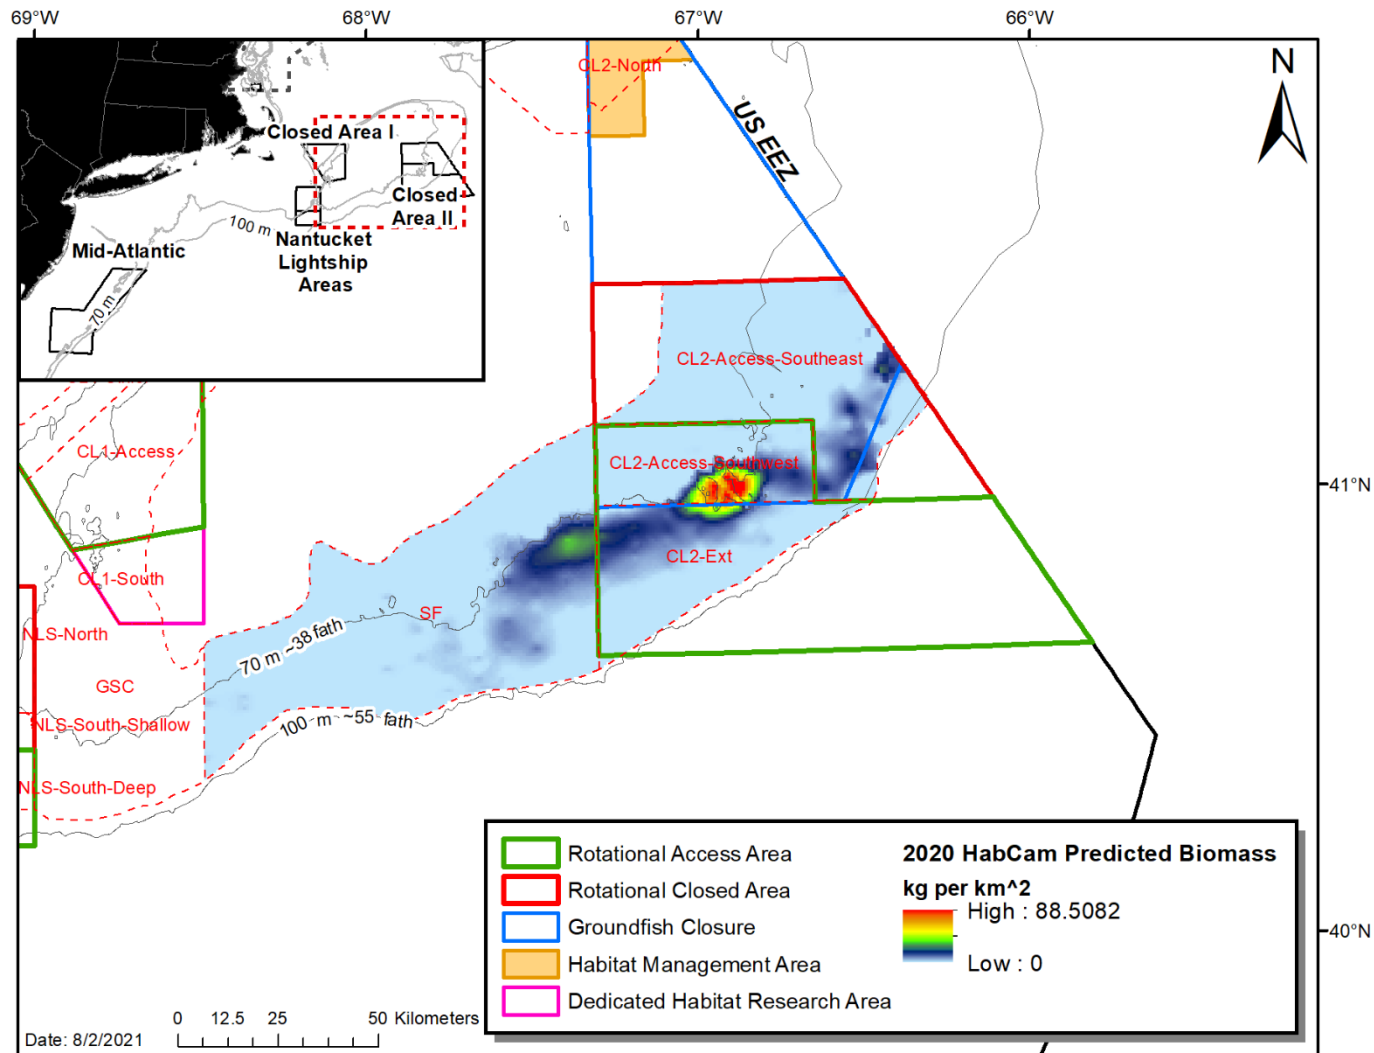 69°W
68°W
67°W
66°W
CL2-North
N
US EEZ
Closed Area I
Closed
Area II
100 m
Nantucket
Lightship
Areas
Mid-Atlantic
70 m
CL2-Access-Southeast
CL1-Access
CL2-Access-Southwest
41°N
CL2-Ext
CL1-South
SF
NLS-North
70 m ~38 fath
GSC
NLS-South-Shallow
100 m ~55 fath
NLS-South-Deep
Rotational Access Area
Rotational Closed Area
Groundfish Closure
Habitat Management Area
Dedicated Habitat Research Area
2020 HabCam Predicted Biomass
kg per km^2
High : 88.5082
Low : 0
40°N
0 12.5 25 50 Kilometers
Date: 8/2/2021